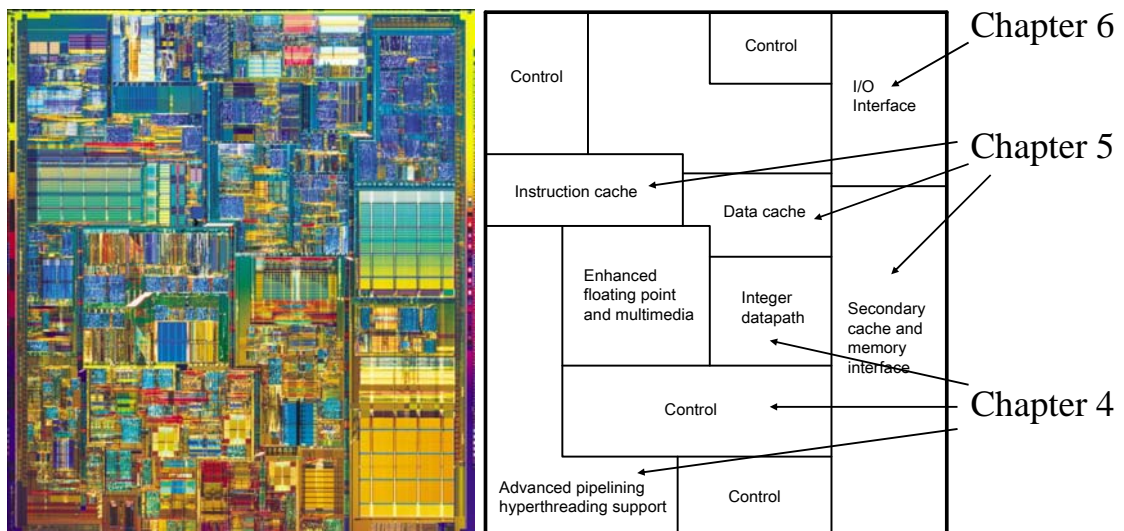 Control
Control
I/O
Interface
Chapter 6
Instruction cache
Data cache
Chapter 5
Enhanced
floating point
and multimedia
Integer
datapath
Secondary
cache and
memory
interface
Control
Chapter 4
Advanced pipelining
hyperthreading support
Control